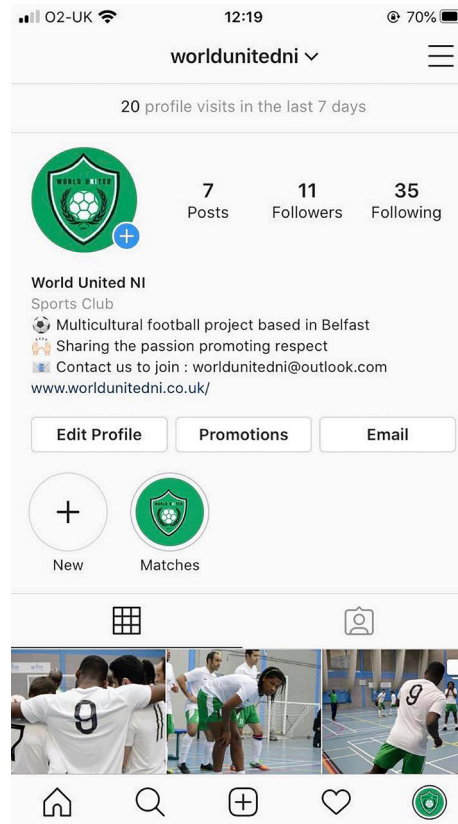 O2-UK 12:19 70%
worldunitedni
20 profile visits in the last 7 days
WORLD UNITED
7 11 35
Posts Followers Following
World United NI
Sports Club
Multicultural football project based in Belfast
Sharing the passion promoting respect
Contact us to join : worldunitedni@outlook.com
www.worldunitedni.co.uk/
Edit Profile Promotions Email
WORLD UNITED
New Matches
9 9
7